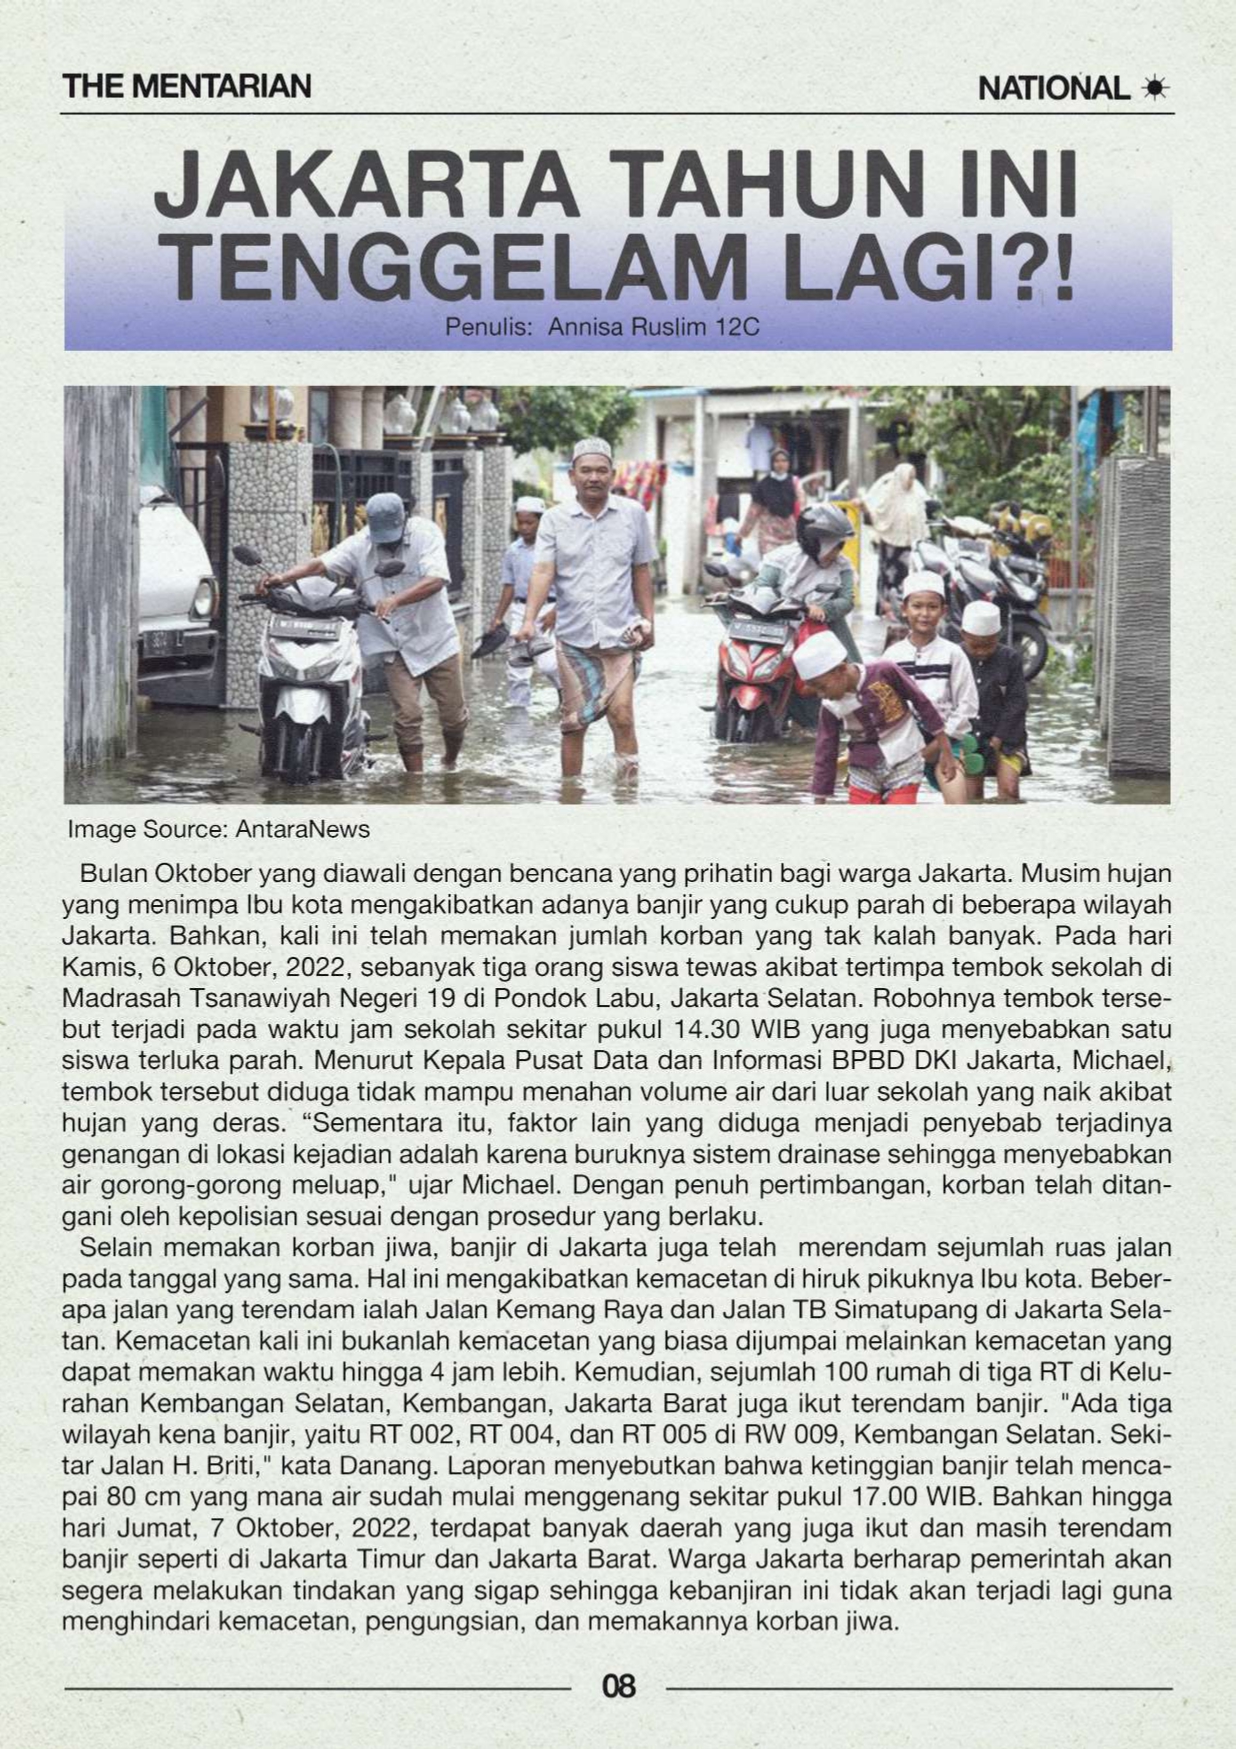 THE MENTARIAN
NATIONAL
JAKARTA TAHUN INI
TENGGELAM LAGI?!
Penulis: Annisa Ruslim 12C
Image Source: AntaraNews
Bulan Oktober yang diawali dengan bencana yang prihatin bagi warga Jakarta. Musim hujan
yang menimpa Ibu kota mengakibatkan adanya banjir yang cukup parah di beberapa wilayah
Jakarta. Bahkan, kali ini telah memakan jumlah korban yang tak kalah banyak. Pada hari
Kamis, 6 Oktober, 2022, sebanyak tiga orang siswa tewas akibat tertimpa tembok sekolah di
Madrasah Tsanawiyah Negeri 19 di Pondok Labu, Jakarta Selatan. Robohnya tembok terse-
but terjadi pada waktu jam sekolah sekitar pukul 14.30 WIB yang juga menyebabkan satu
siswa terluka parah. Menurut Kepala Pusat Data dan Informasi BPBD DKI Jakarta, Michael,
tembok tersebut diduga tidak mampu menahan volume air dari luar sekolah yang naik akibat
hujan yang deras. “Sementara itu, faktor lain yang diduga menjadi penyebab terjadinya
genangan di lokasi kejadian adalah karena buruknya sistem drainase sehingga menyebabkan
air gorong-gorong meluap," ujar Michael. Dengan penuh pertimbangan, korban telah ditan-
gani oleh kepolisian sesuai dengan prosedur yang berlaku.
Selain memakan korban jiwa, banjir di Jakarta juga telah merendam sejumlah ruas jalan
pada tanggal yang sama. Hal ini mengakibatkan kemacetan di hiruk pikuknya Ibu kota. Beber-
apa jalan yang terendam ialah Jalan Kemang Raya dan Jalan TB Simatupang di Jakarta Sela-
tan. Kemacetan kali ini bukanlah kemacetan yang biasa dijumpai melainkan kemacetan yang
dapat memakan waktu hingga 4 jam lebih. Kemudian, sejumlah 100 rumah di tiga RT di Kelu-
rahan Kembangan Selatan, Kembangan, Jakarta Barat juga ikut terendam banjir. "Ada tiga
wilayah kena banjir, yaitu RT 002, RT 004, dan RT 005 di RW 009, Kembangan Selatan. Seki-
tar Jalan H. Briti," kata Danang. Laporan menyebutkan bahwa ketinggian banjir telah menca-
pai 80 cm yang mana air sudah mulai menggenang sekitar pukul 17.00 WIB. Bahkan hingga
hari Jumat, 7 Oktober, 2022, terdapat banyak daerah yang juga ikut dan masih terendam
banjir seperti di Jakarta Timur dan Jakarta Barat. Warga Jakarta berharap pemerintah akan
segera melakukan tindakan yang sigap sehingga kebanjiran ini tidak akan terjadi lagi guna
menghindari kemacetan, pengungsian, dan memakannya korban jiwa.
08